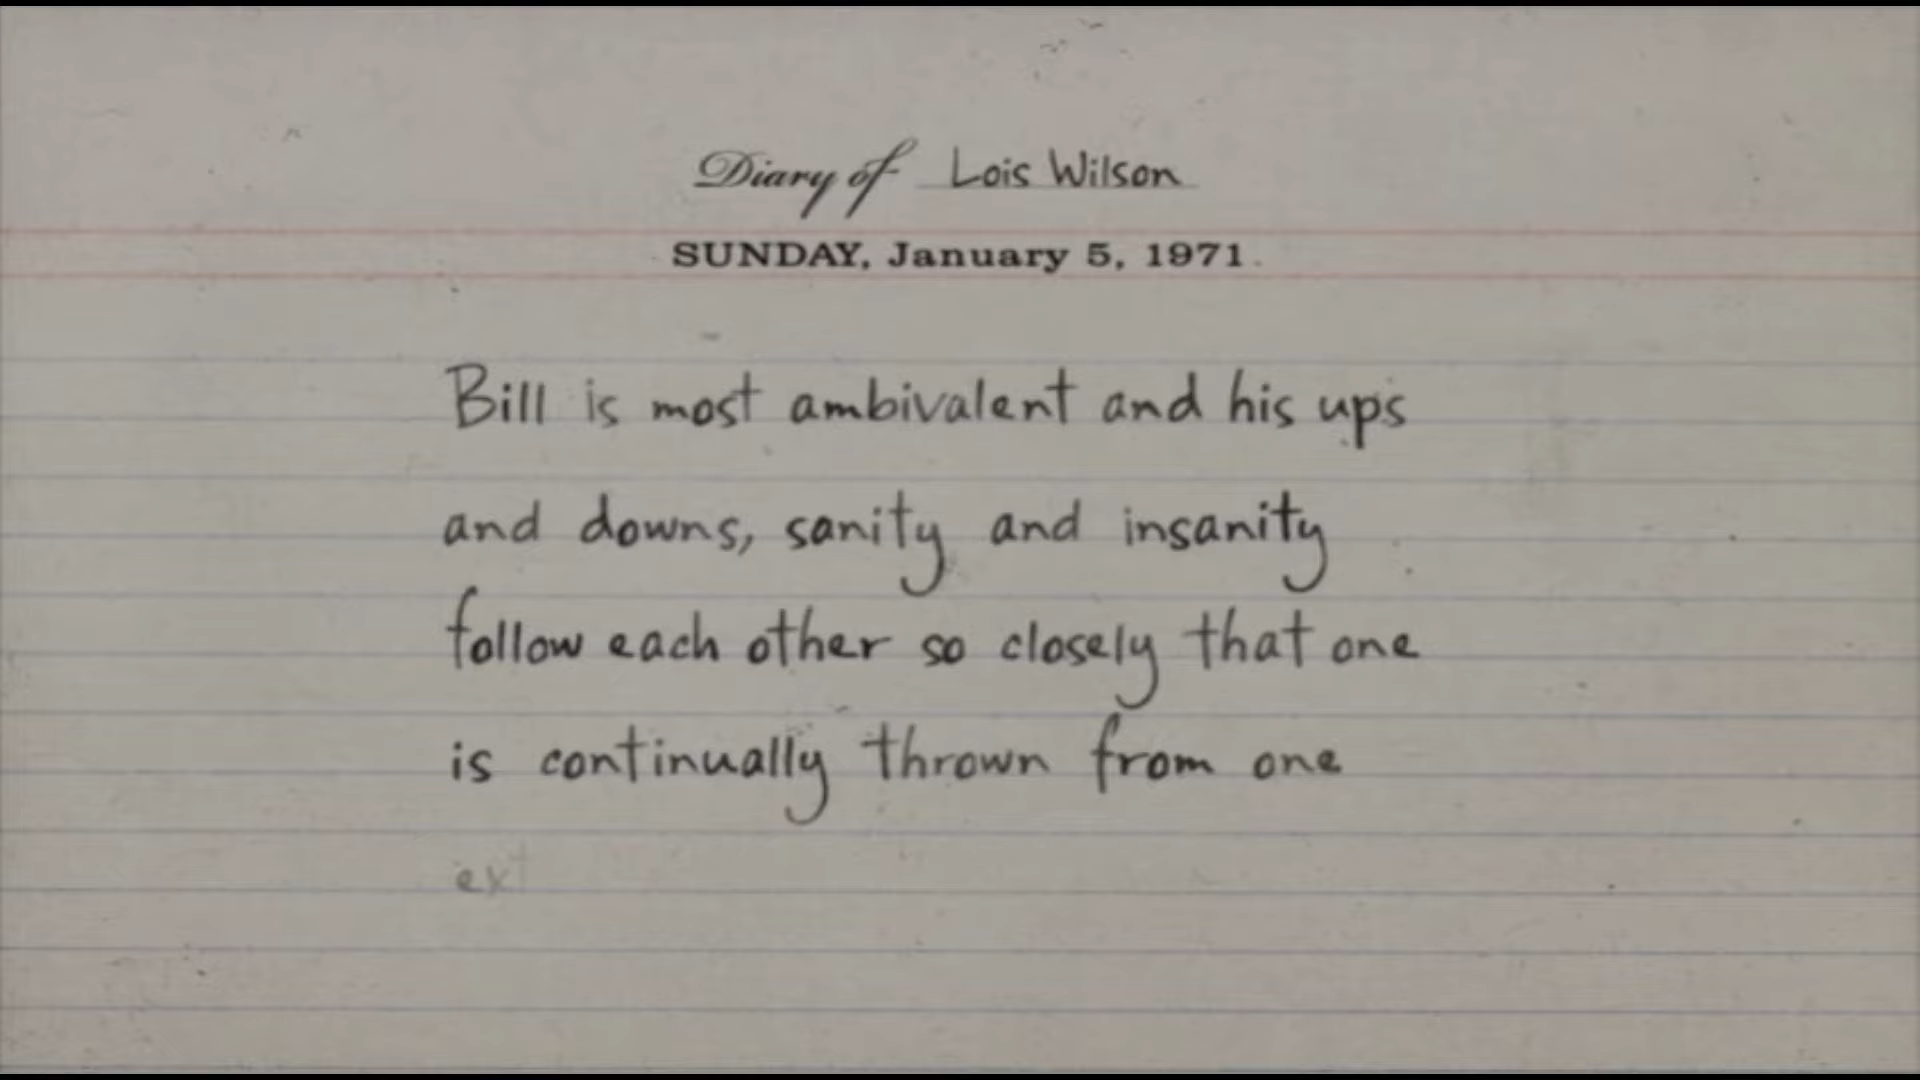 Diary of Lois Wilson
SUNDAY, January 5, 1971.
Bill is most ambivalent and his ups
and downs, sanity and insanity
follow each other so closely that one
is continually thrown from one
ext